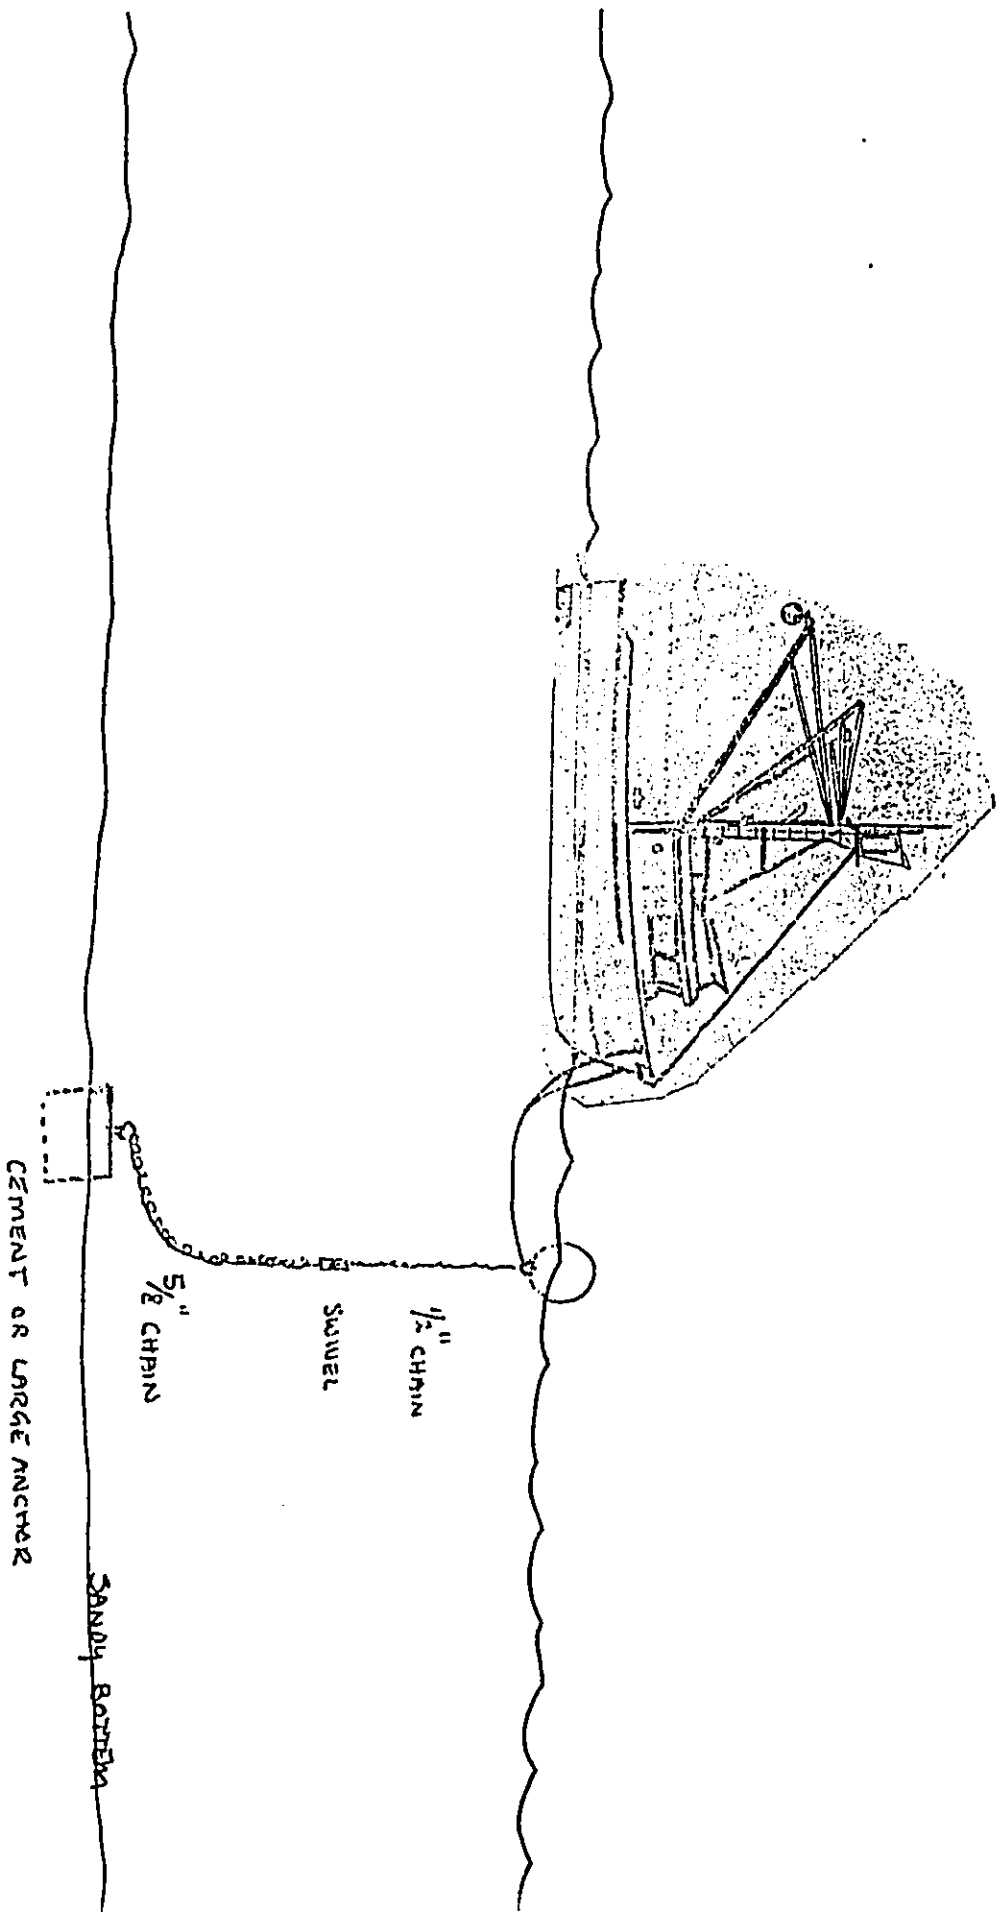 1/2" CHAIN
SWIVEL
5/8" CHAIN
SANDY BOTTOM
CEMENT OR LARGE ANCHOR